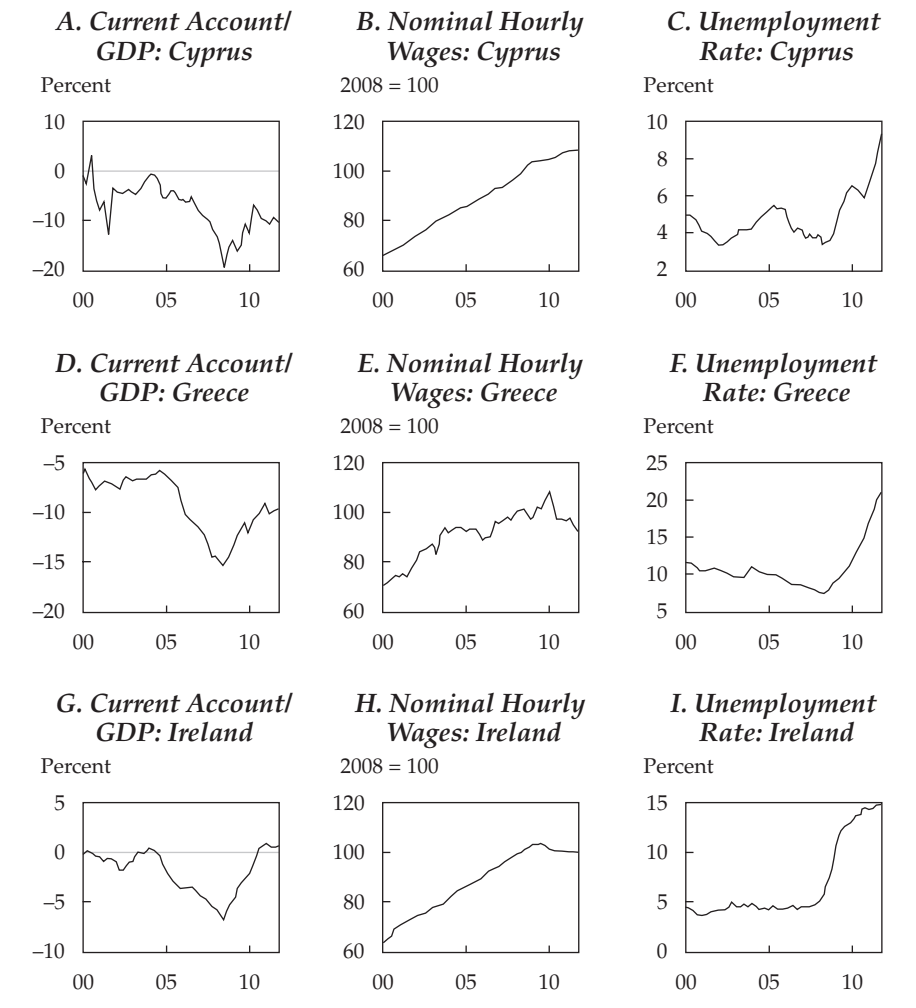 A. Current Account/ B. Nominal Hourly C. Unemployment
GDP: Cyprus Wages: Cyprus Rate: Cyprus
Percent 2008 = 100 Percent
10 120 10
8
0 100
6
–10 80 4
–20 60 2
00 05 10 00 05 10 00 05 10
D. Current Account/ E. Nominal Hourly F. Unemployment
GDP: Greece Wages: Greece Rate: Greece
Percent 2008 = 100 Percent
–5 120 25
20
–10 100
15
–15 80 10
–20 60 5
00 05 10 00 05 10 00 05 10
G. Current Account/ H. Nominal Hourly I. Unemployment
GDP: Ireland Wages: Ireland Rate: Ireland
Percent 2008 = 100 Percent
5 120 15
0 100 10
–5 80 5
–10 60 0
00 05 10 00 05 10 00 05 10